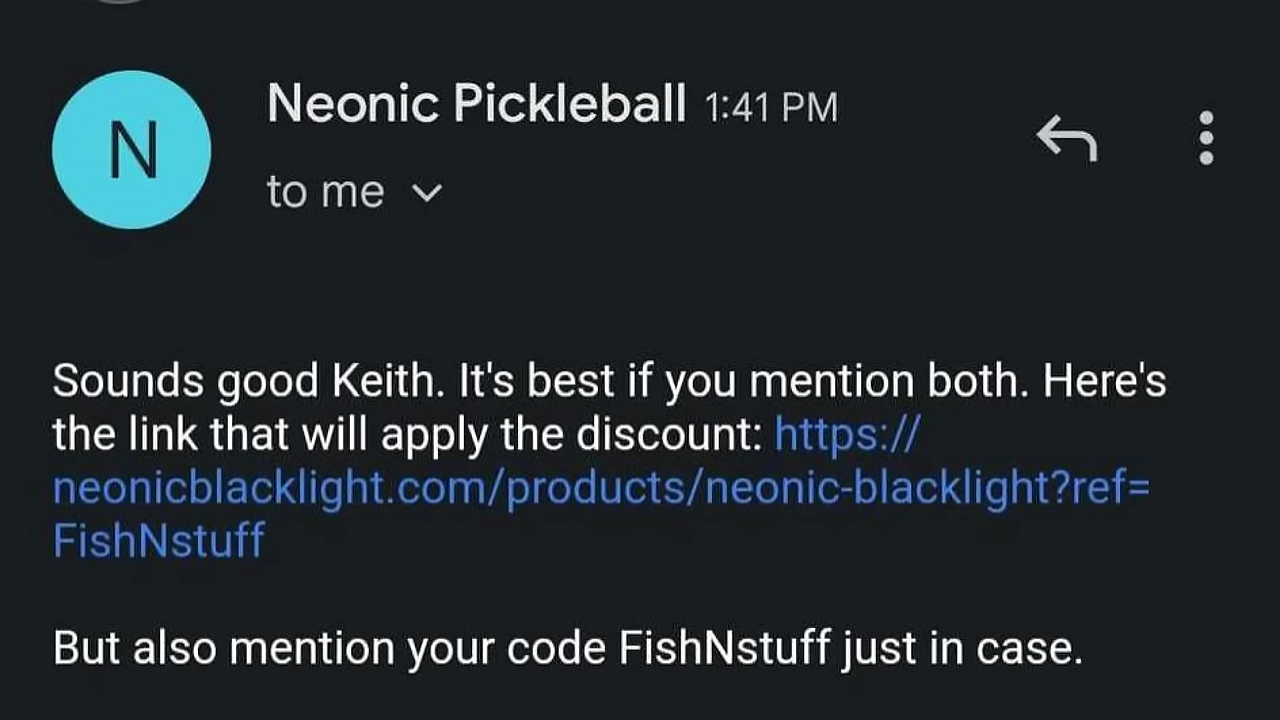 N
Neonic Pickleball 1:41 PM
to me
Sounds good Keith. It's best if you mention both. Here's
the link that will apply the discount: https://
neonicblacklight.com/products/neonic-blacklight?ref=
FishNstuff
But also mention your code FishNstuff just in case.